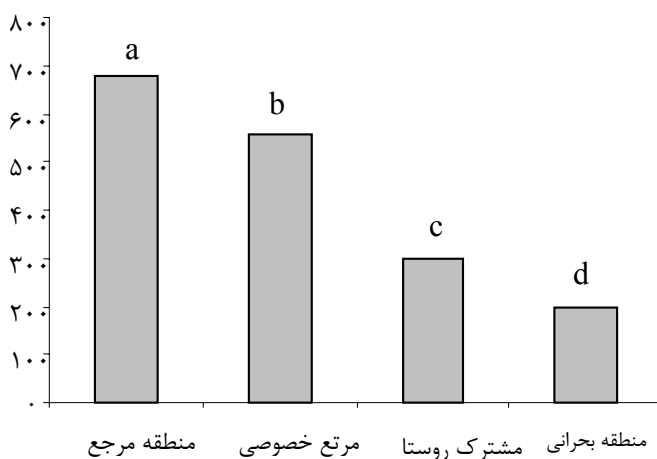 ۸۰۰
۷۰۰
۶۰۰
۵۰۰
۴۰۰
۳۰۰
۲۰۰
۱۰۰
۰
a
b
c
d
منطقه مرجع
مرتع خصوصی
مشترک روستا
منطقه بحرانی